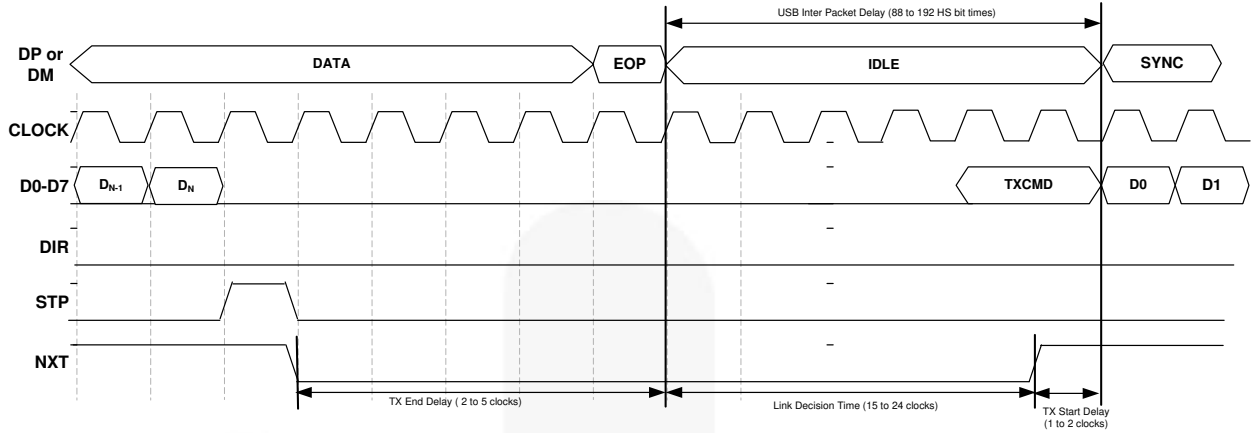 USB Inter Packet Delay (88 to 192 HS bit times)
DP or
DM
DATA
EOP
IDLE
SYNC
CLOCK
D0-D7
DN-1
DN
TXCMD
D0
D1
DIR
STP
NXT
TX End Delay ( 2 to 5 clocks)
Link Decision Time (15 to 24 clocks)
TX Start Delay
(1 to 2 clocks)